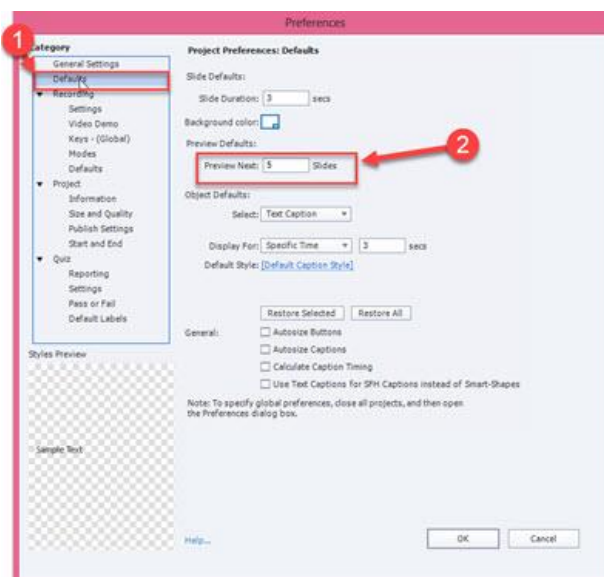 Preferences
1
Category
General Settings
Defaults
Recording
Settings
Video Demo
Keys - (Global)
Modes
Defaults
Project
Information
Size and Quality
Publish Settings
Start and End
Quiz
Reporting
Settings
Pass or Fail
Default Labels
Styles Preview
Sample Text
Project Preferences: Defaults
Slide Defaults:
Slide Duration: 3 secs
Background color:
Preview Defaults:
2
Preview Next: 5 Slides
Object Defaults:
Select: Text Caption
Display For: Specific Time 3 secs
Default Style: [Default Caption Style]
Restore Selected Restore All
General: Autosize Buttons
Autosize Captions
Calculate Caption Timing
Use Text Captions for SFH Captions instead of Smart-Shapes
Note: To specify global preferences, close all projects, and then open
the Preferences dialog box.
Help... OK Cancel